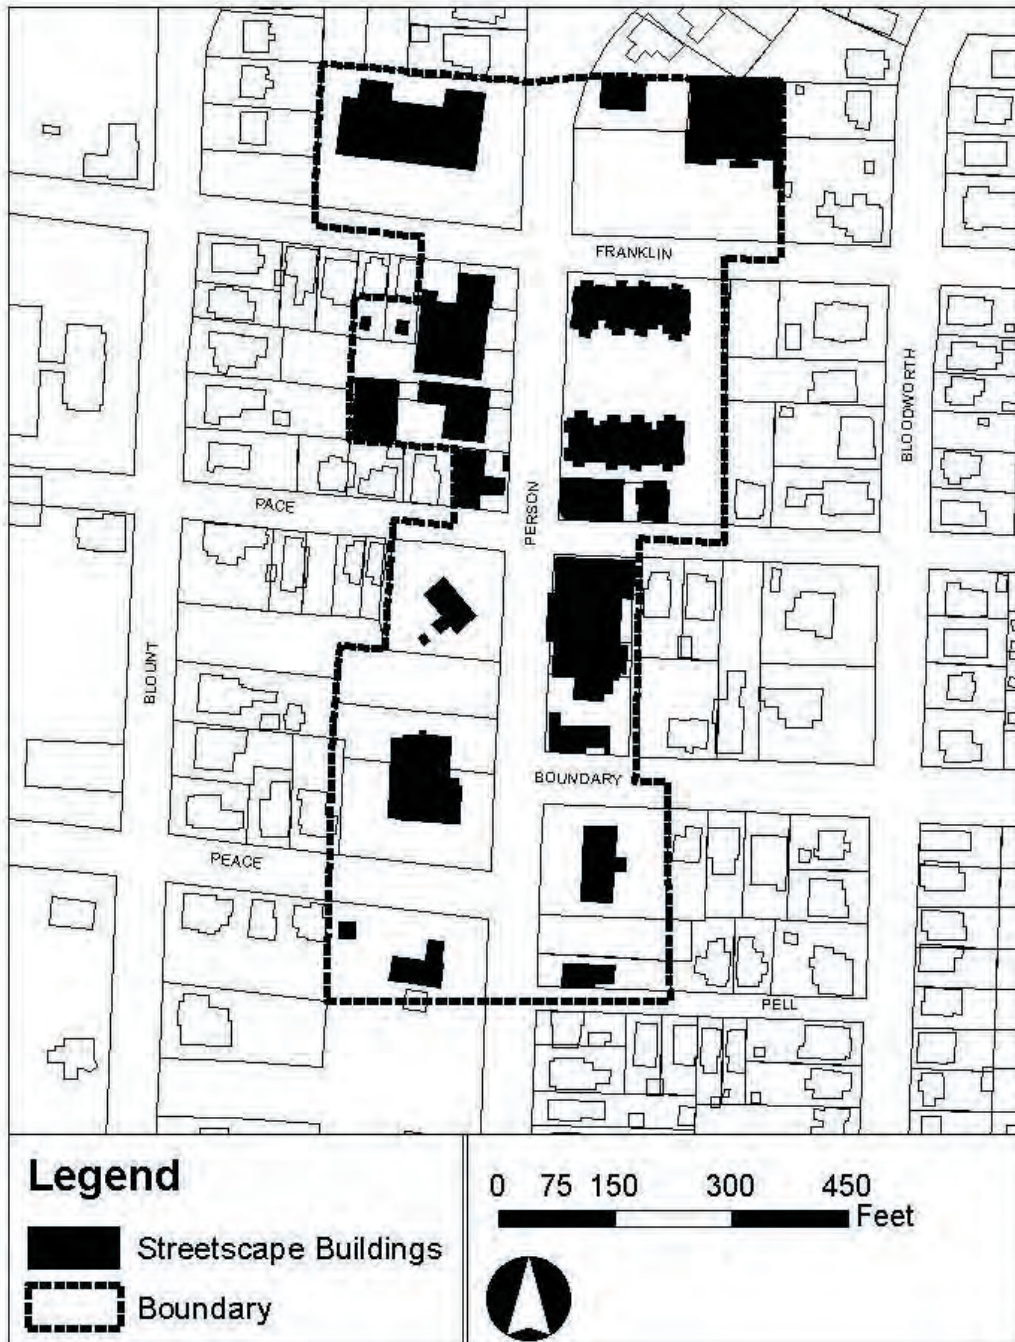 FRANKLIN
BLOODWORTH
PERSON
PACE
BLOUNT
BOUNDARY
PEACE
PELL
Legend
Streetscape Buildings
Boundary
0 75 150 300 450
Feet